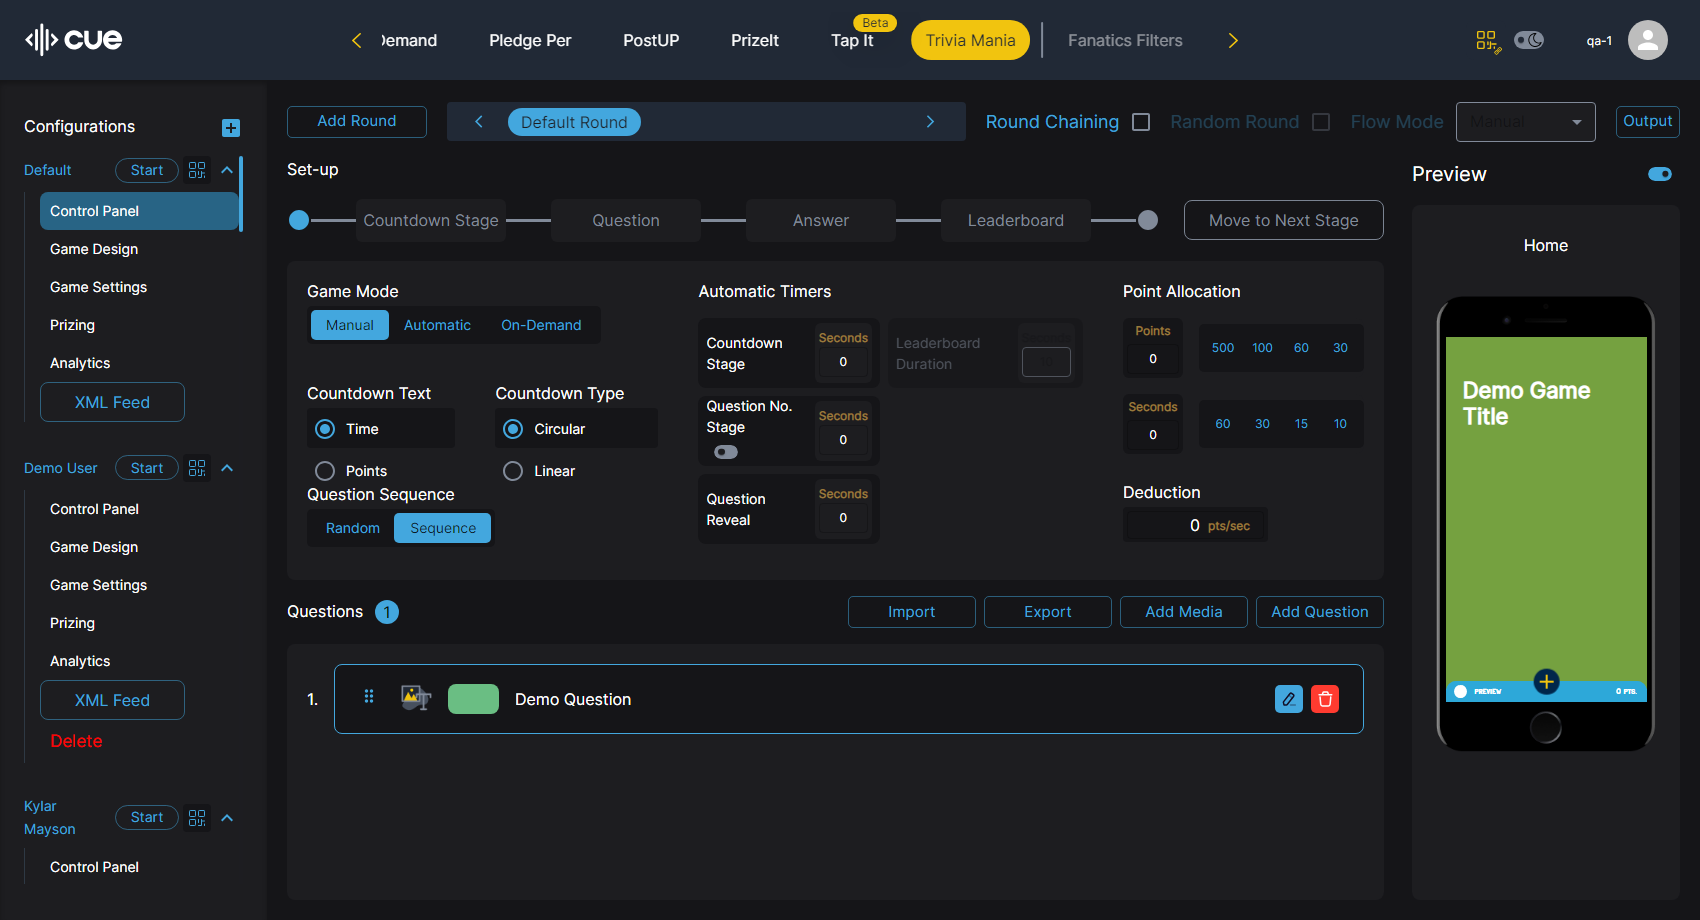 cue
Demand
Pledge Per
PostUP
PrizeIt
Beta
Tap It
Trivia Mania
Fanatics Filters
qa-1
Configurations
Default
Start
Control Panel
Game Design
Game Settings
Prizing
Analytics
XML Feed
Demo User
Start
Control Panel
Game Design
Game Settings
Prizing
Analytics
XML Feed
Delete
Kylar
Mayson
Start
Control Panel
Add Round
Default Round
Round Chaining
Random Round
Flow Mode
Manual
Output
Set-up
Countdown Stage
Question
Answer
Leaderboard
Move to Next Stage
Game Mode
Manual
Automatic
On-Demand
Countdown Text
Time
Points
Countdown Type
Circular
Linear
Question Sequence
Random
Sequence
Automatic Timers
Countdown
Stage
Seconds
0
Leaderboard
Duration
Question No.
Stage
Seconds
0
Question
Reveal
Seconds
0
Point Allocation
Points
0
500
100
60
30
Seconds
0
60
30
15
10
Deduction
0 pts/sec
Questions 1
Import
Export
Add Media
Add Question
1.
Demo Question
Preview
Home
Demo Game
Title
PREVIEW
0 PTS.